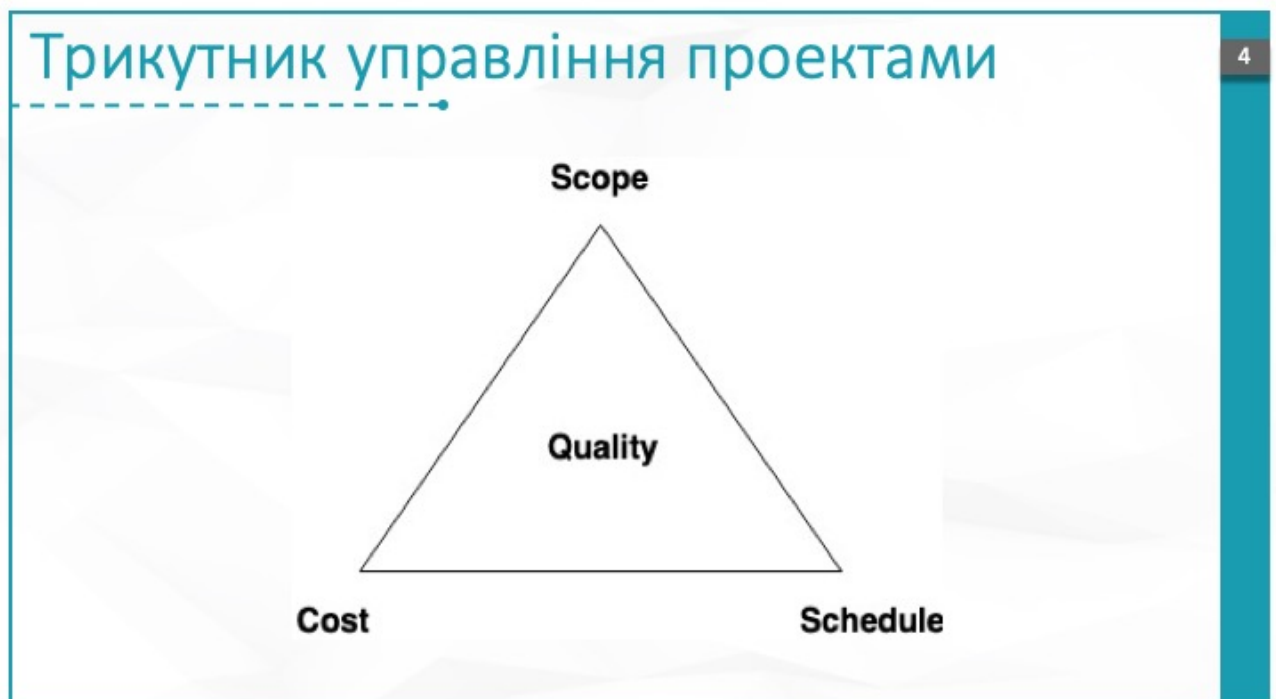 Трикутник управління проектами
4
Scope
Quality
Cost
Schedule